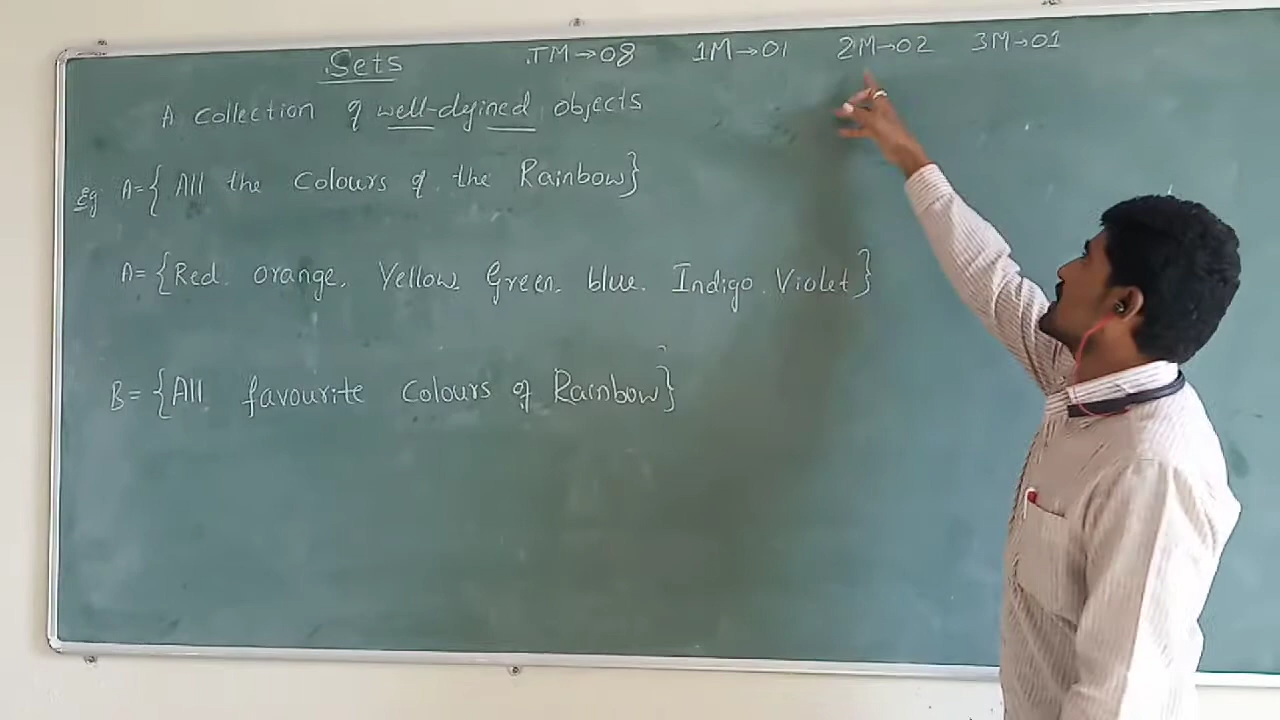 Sets TM→08 1M→01 2M→02 3M→01
A collection of well-defined objects
Eg A={All the Colours of the Rainbow}
A={Red. orange. Yellow. Green. blue. Indigo. Violet}
B={All favourite Colours of Rainbow}